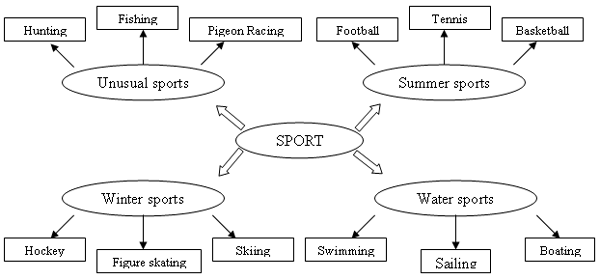 Fishing
Tennis
Hunting
Pigeon Racing
Football
Basketball
Unusual sports
Summer sports
SPORT
Winter sports
Water sports
Hockey
Figure skating
Skiing
Swimming
Sailing
Boating